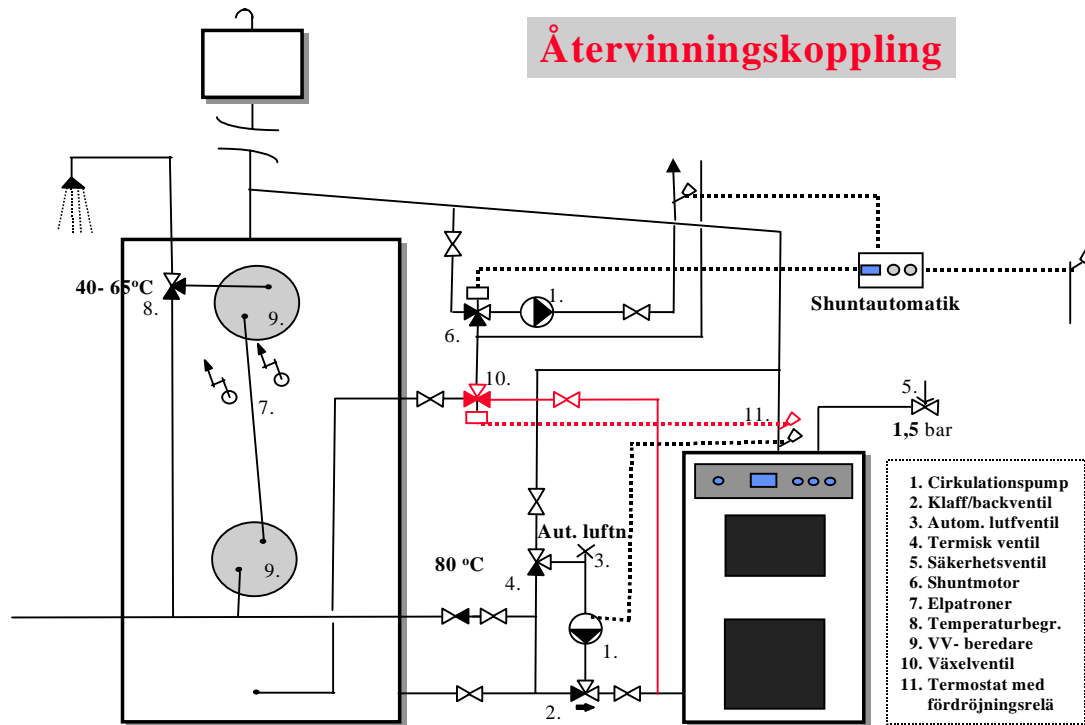 Återvinningskoppling
40- 65°C
8.
9.
7.
6.
1.
Shuntautomatik
10.
11.
5.
1,5 bar
Aut. luftn.
3.
80 °C
4.
9.
1.
2.
1. Cirkulationspump
2. Klaff/backventil
3. Autom. lutfventil
4. Termisk ventil
5. Säkerhetsventil
6. Shuntmotor
7. Elpatroner
8. Temperaturbegr.
9. VV- beredare
10. Växelventil
11. Termostat med
fördröjningsrelä